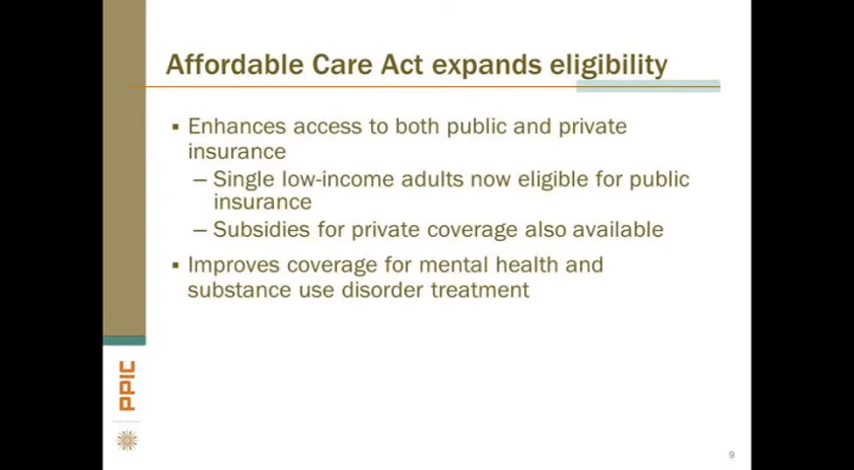 Affordable Care Act expands eligibility
▪ Enhances access to both public and private
insurance
– Single low-income adults now eligible for public
insurance
– Subsidies for private coverage also available
▪ Improves coverage for mental health and
substance use disorder treatment
PPIC
9